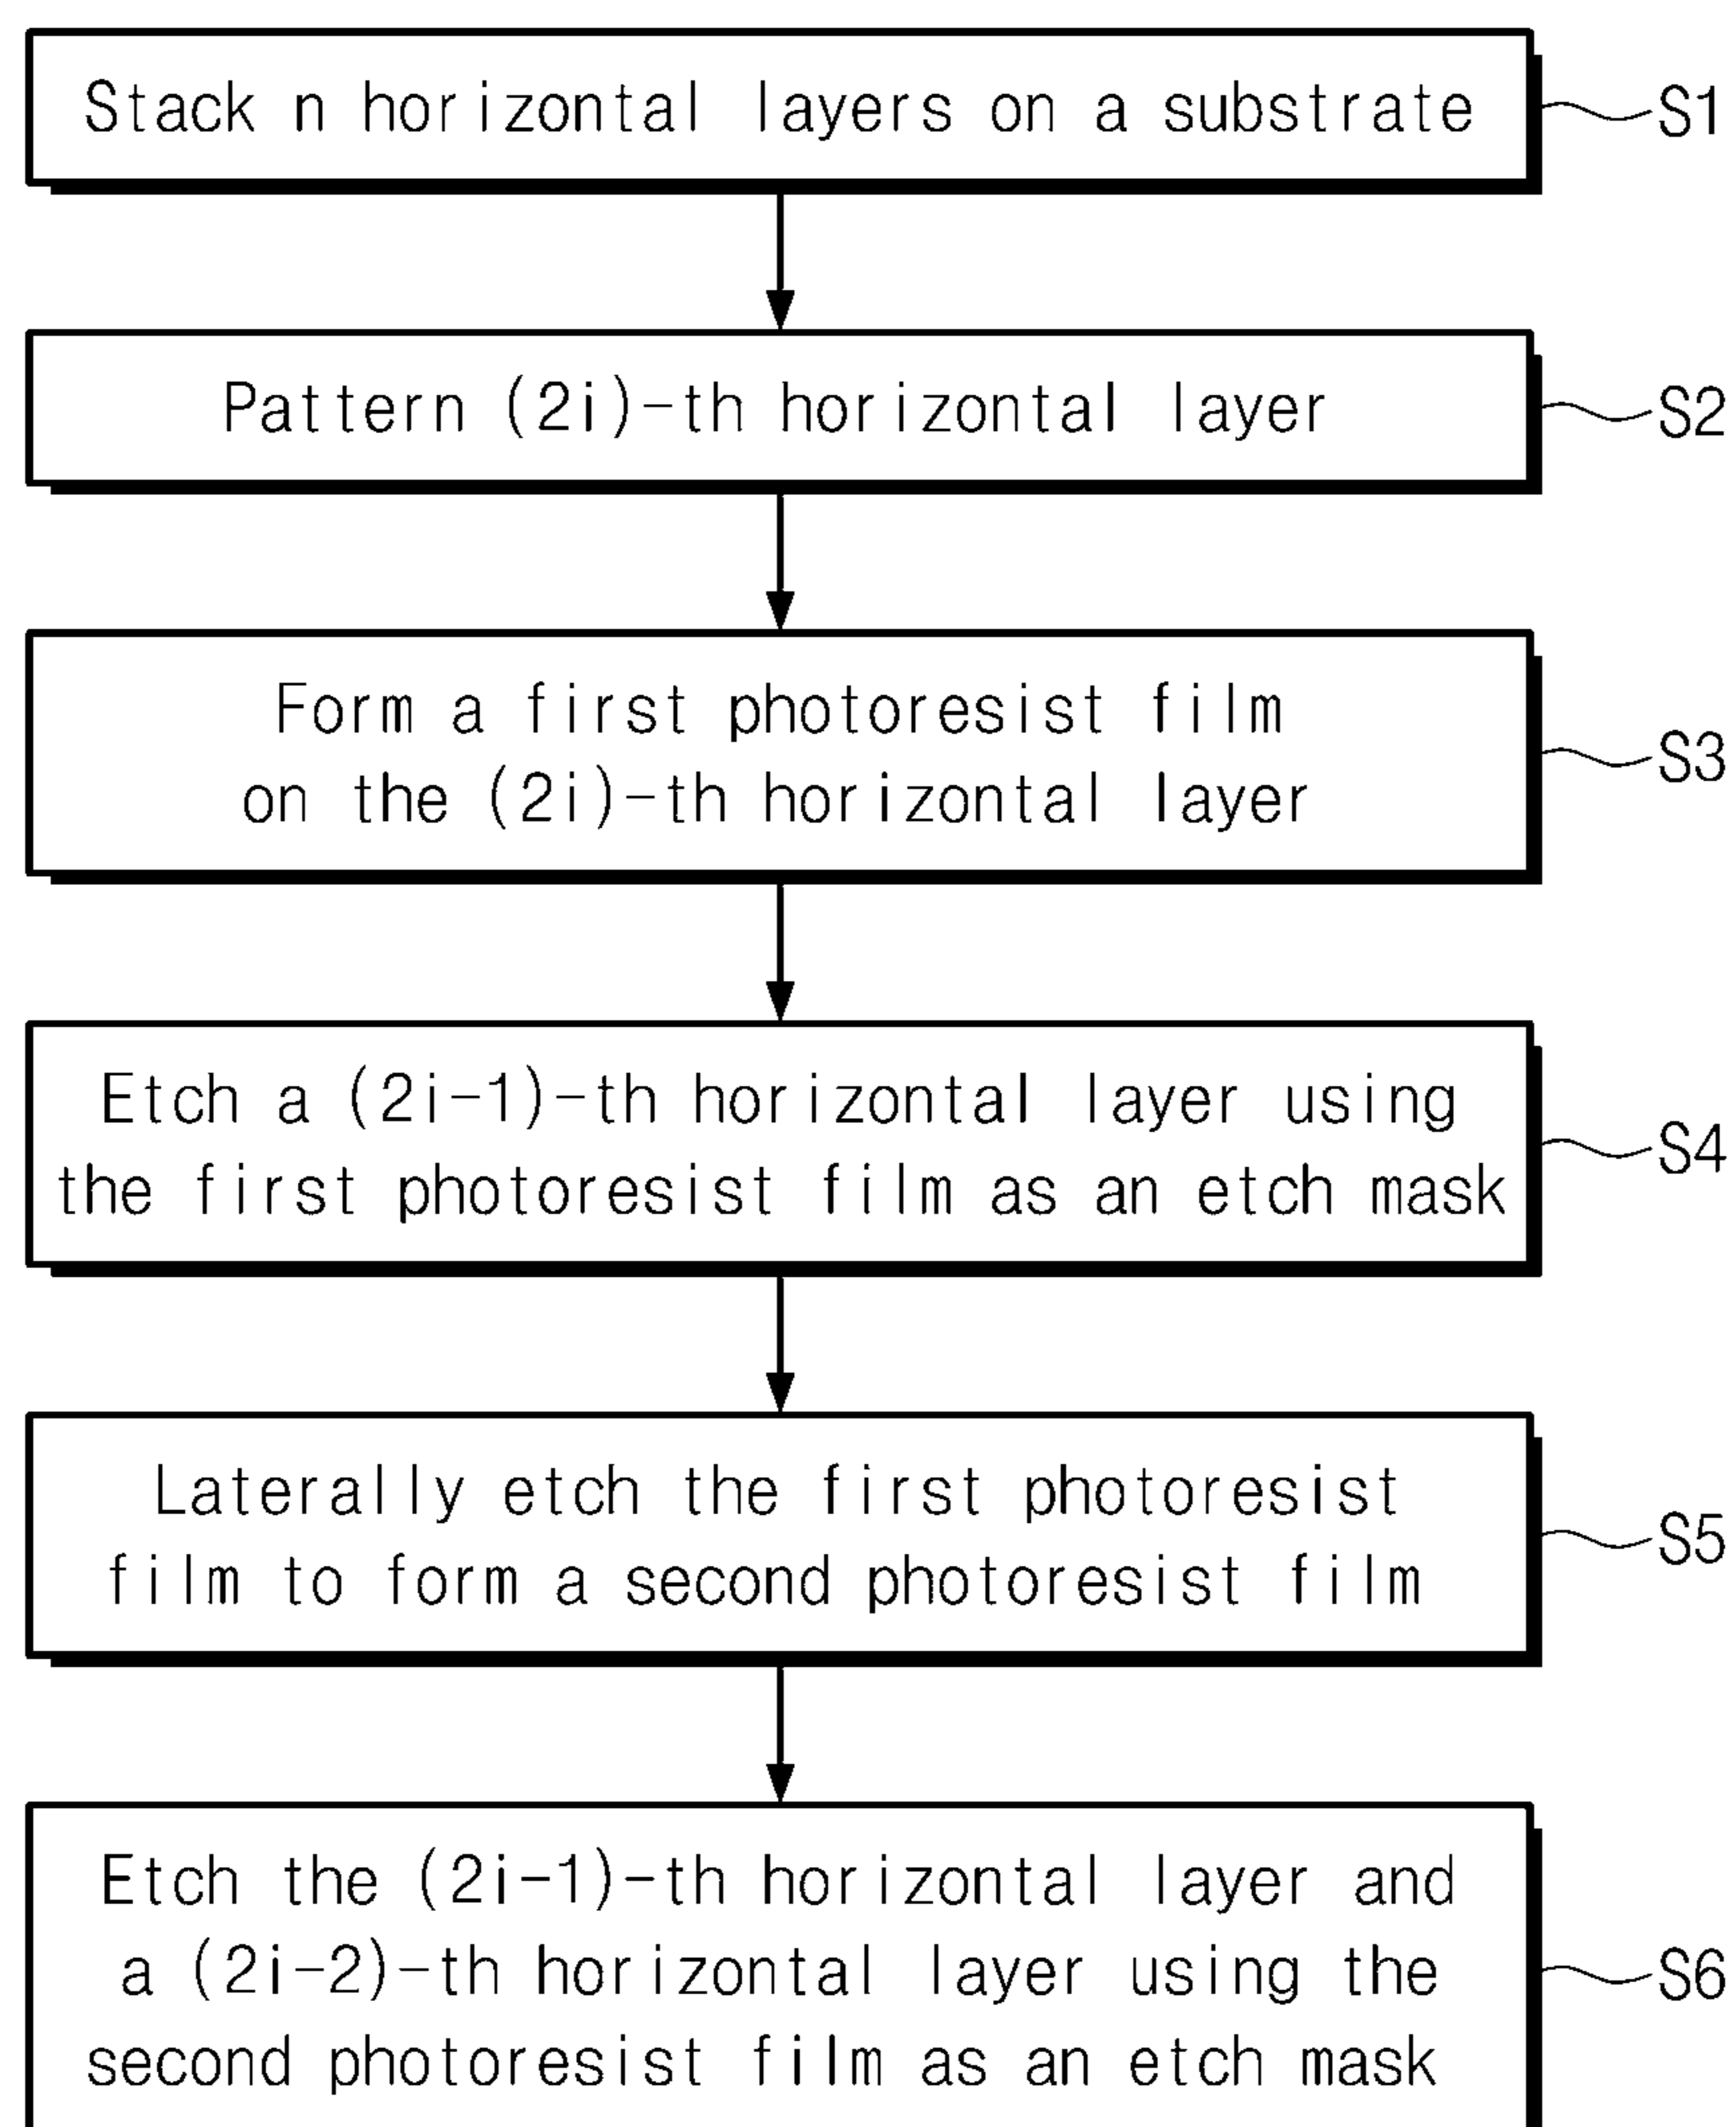 Stack n horizontal layers on a substrate
S1
Pattern (2i)-th horizontal layer
S2
Form a first photoresist film
on the (2i)-th horizontal layer
S3
Etch a (2i-1)-th horizontal layer using
the first photoresist film as an etch mask
S4
Laterally etch the first photoresist
film to form a second photoresist film
S5
Etch the (2i-1)-th horizontal layer and
a (2i-2)-th horizontal layer using the
second photoresist film as an etch mask
S6